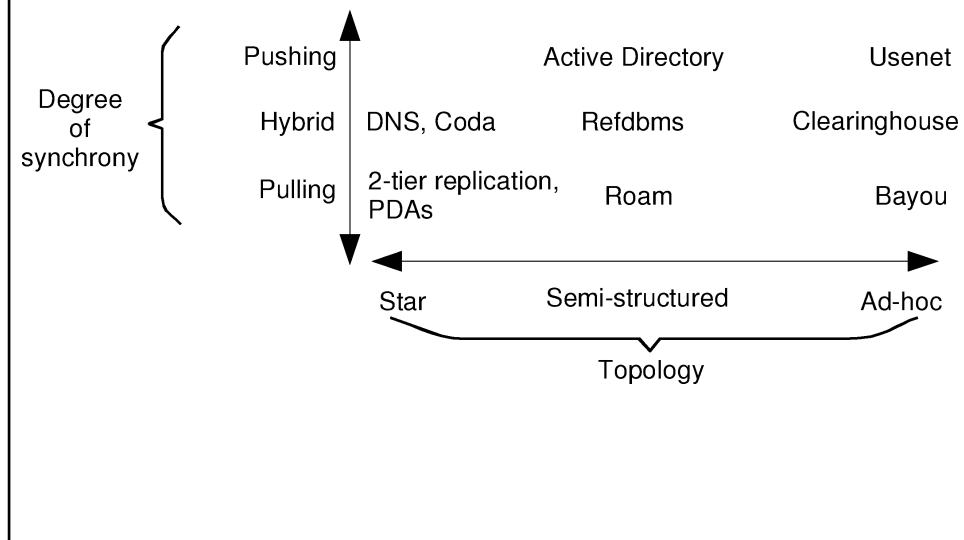 Pushing Active Directory Usenet
Degree
of
synchrony
Hybrid DNS, Coda Refdbms Clearinghouse
Pulling 2-tier replication,
PDAs Roam Bayou
Star Semi-structured Ad-hoc
Topology